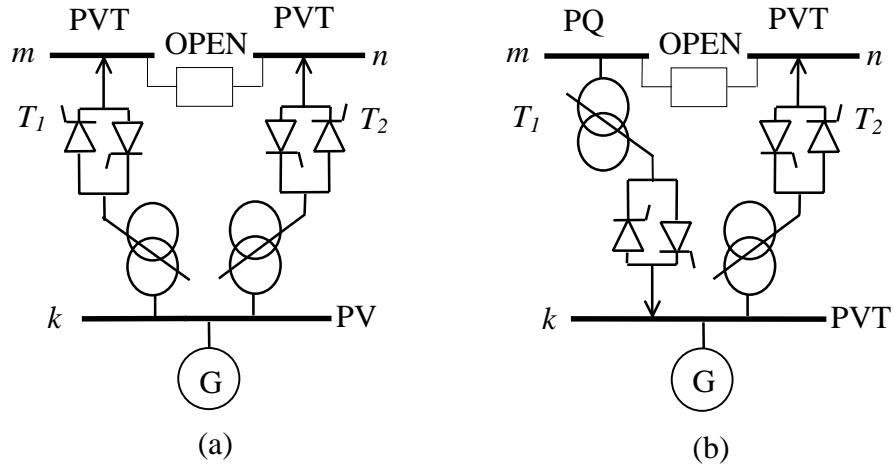 PVT PVT
m OPEN n
T1 T2
k PV
G
(a)
PQ PVT
m OPEN n
T1 T2
k PVT
G
(b)